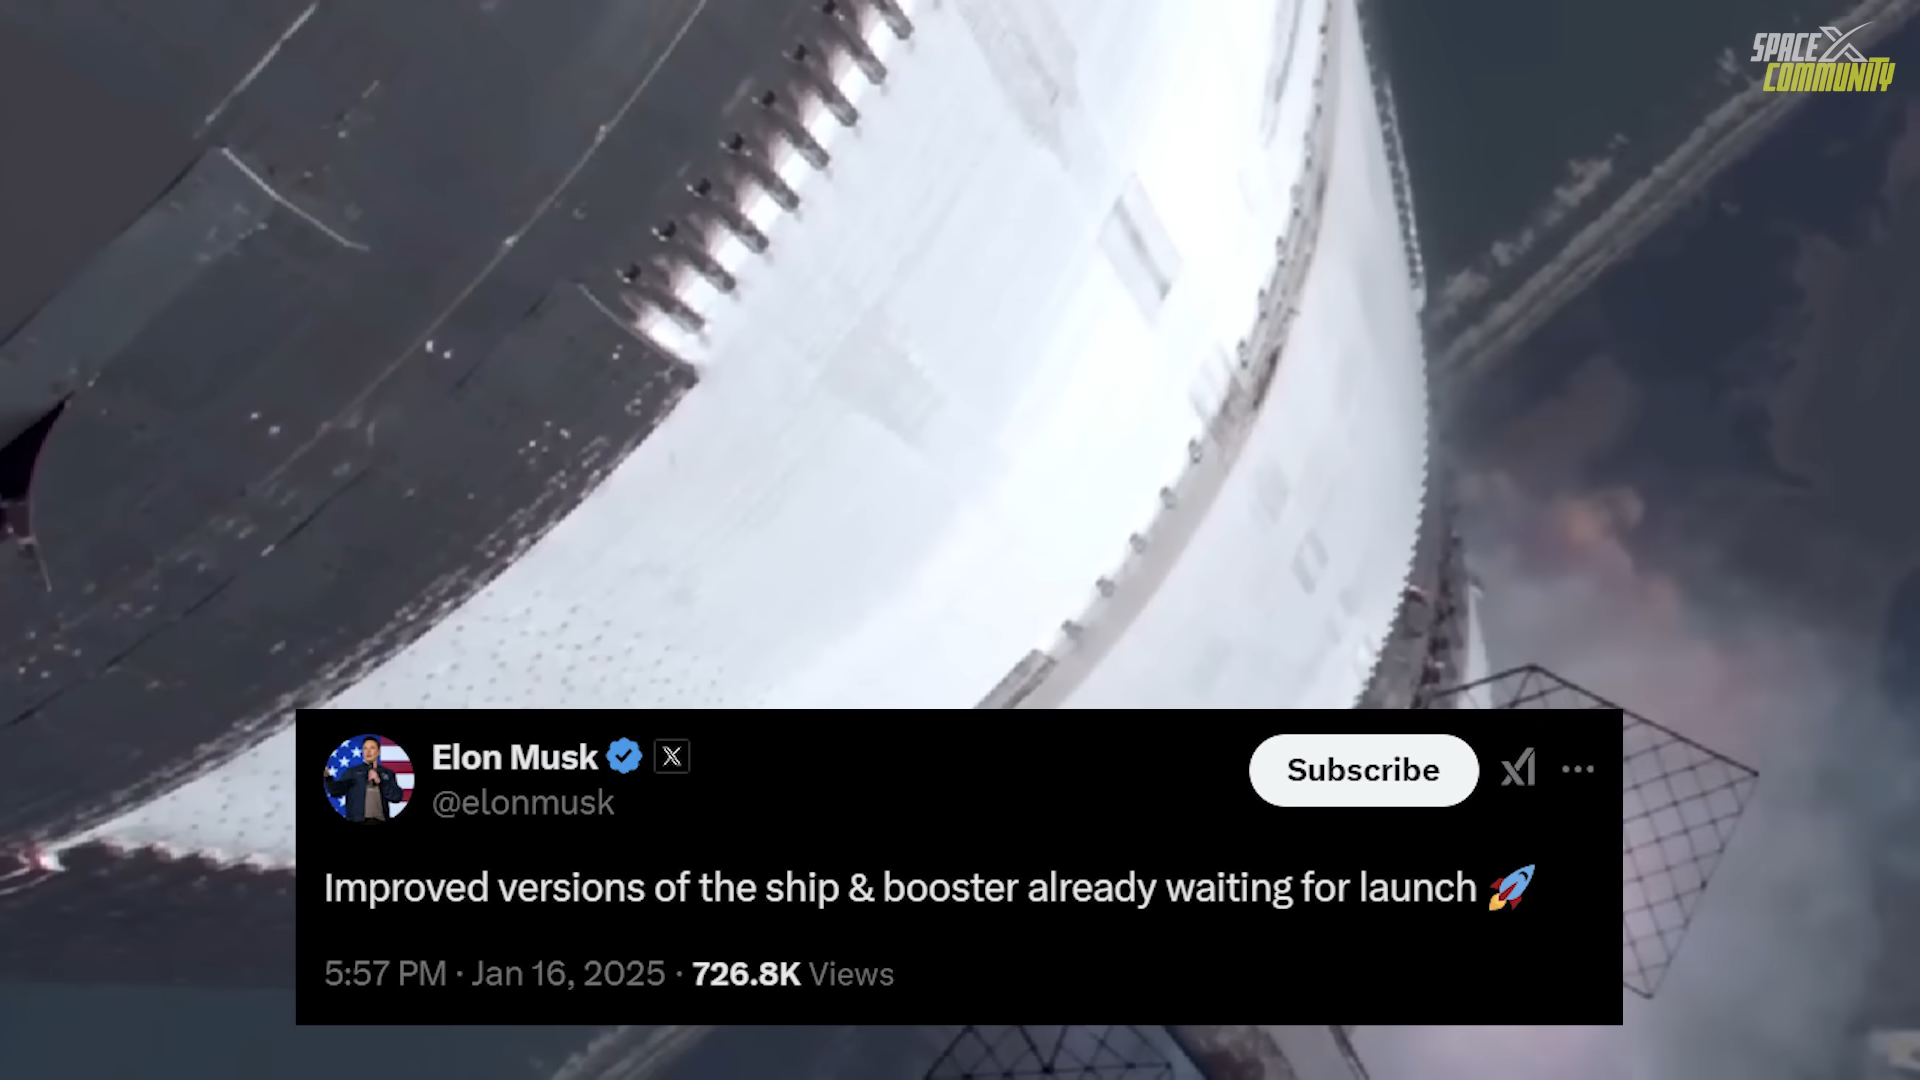 SPACEX
COMMUNITY
Elon Musk
@elonmusk
Subscribe
Improved versions of the ship & booster already waiting for launch 🚀
5:57 PM · Jan 16, 2025 · 726.8K Views